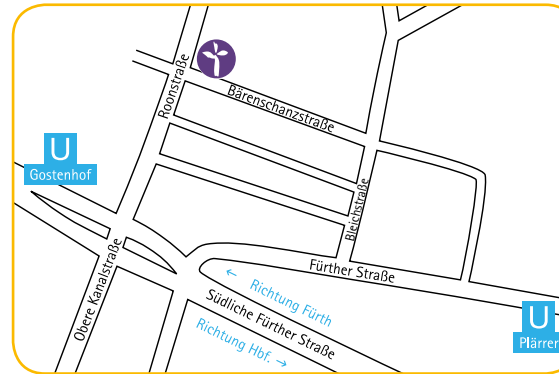 Roonstraße
Bärenschanzstraße
U
Gostenhof
Bleichstraße
Obere Kanalstraße
Fürther Straße
← Richtung Fürth
Südliche Fürther Straße
Richtung Hbf. →
U
Plärrer